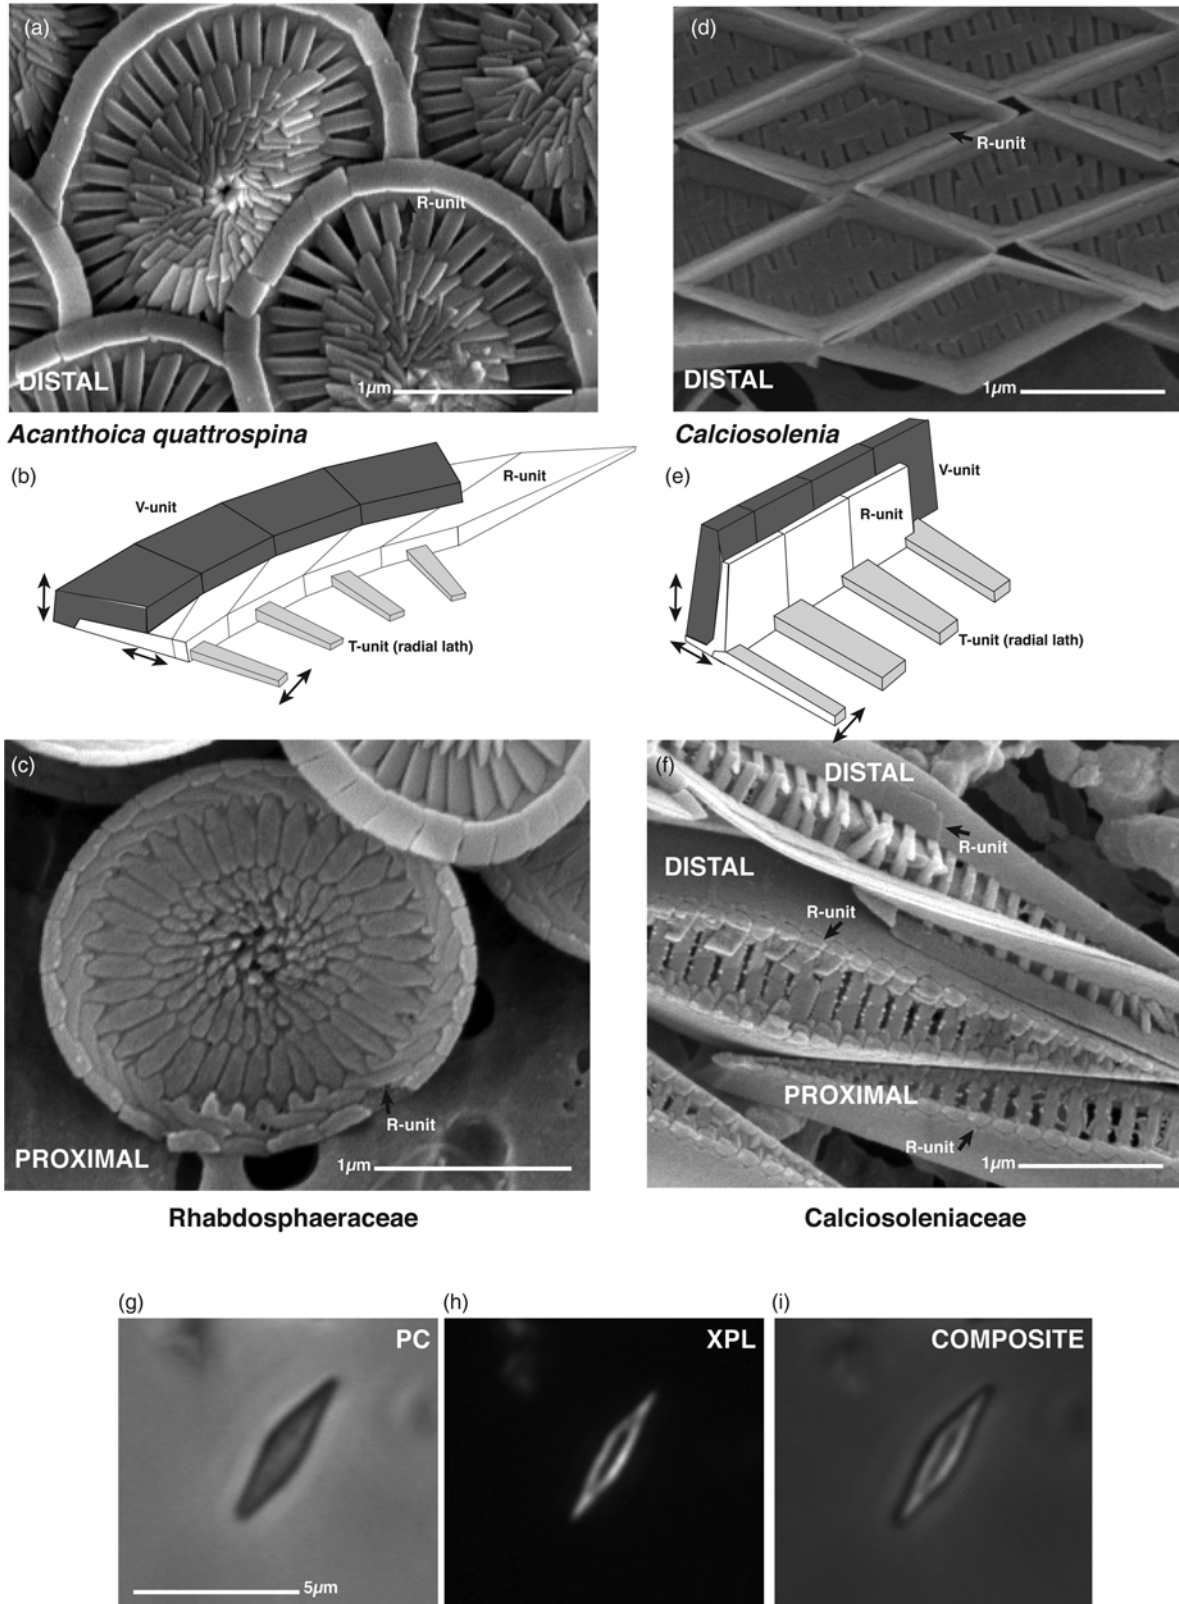 (a)
R-unit
DISTAL
1µm
Acanthoica quattrospina
(b)
V-unit
R-unit
T-unit (radial lath)
(c)
R-unit
PROXIMAL
1µm
Rhabdosphaeraceae
(d)
R-unit
DISTAL
1µm
Calciosolenia
(e)
V-unit
R-unit
T-unit (radial lath)
(f)
DISTAL
R-unit
DISTAL
R-unit
PROXIMAL
R-unit
1µm
Calciosoleniaceae
(g)
PC
5µm
(h)
XPL
(i)
COMPOSITE